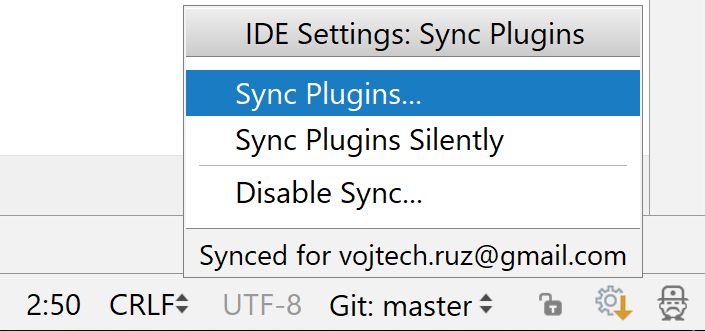 IDE Settings: Sync Plugins
Sync Plugins...
Sync Plugins Silently
Disable Sync...
Synced for vojtech.ruz@gmail.com
2:50 CRLF UTF-8 Git: master